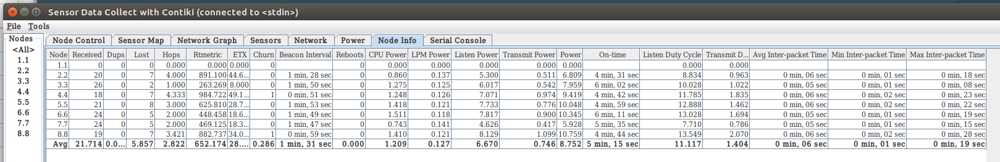 Sensor Data Collect with Contiki (connected to <stdin>)
File Tools
Nodes
<All>
1.1
2.2
3.3
4.4
5.5
6.6
7.7
8.8
Node Control Sensor Map Network Graph Sensors Network Power Node Info Serial Console
Node Received Dups Lost Hops Rtmetric ETX Churn Beacon Interval Reboots CPU Power LPM Power Listen Power Transmit Power Power On-time Listen Duty Cycle Transmit D... Avg Inter-packet Time Min Inter-packet Time Max Inter-packet Time
1.1 0 0 0 0.000 0.000 0.000 0 0 0.000 0.000 0.000 0.000 0.000 0.000 0.000
2.2 20 0 7 4.000 891.100 44.6... 0 1 min, 28 sec 0 0.860 0.137 5.300 0.511 6.809 4 min, 31 sec 8.834 0.963 0 min, 06 sec 0 min, 01 sec 0 min, 18 sec
3.3 26 0 2 1.000 263.269 8.000 0 1 min, 50 sec 0 1.275 0.125 6.017 0.542 7.959 6 min, 02 sec 10.028 1.022 0 min, 05 sec 0 min, 01 sec 0 min, 08 sec
4.4 18 0 7 4.333 984.722 49.1... 1 0 min, 51 sec 0 1.248 0.126 7.071 0.974 9.419 4 min, 42 sec 11.785 1.835 0 min, 06 sec 0 min, 02 sec 0 min, 23 sec
5.5 21 0 8 3.000 625.810 28.7... 0 1 min, 53 sec 0 1.418 0.121 7.733 0.776 10.048 4 min, 59 sec 12.888 1.462 0 min, 06 sec 0 min, 02 sec 0 min, 22 sec
6.6 24 0 5 2.000 448.458 18.6... 0 1 min, 49 sec 0 1.511 0.118 7.817 0.900 10.345 6 min, 11 sec 13.028 1.694 0 min, 05 sec 0 min, 01 sec 0 min, 19 sec
7.7 24 0 5 2.000 469.125 18.3... 0 1 min, 47 sec 0 0.743 0.141 4.626 0.417 5.928 5 min, 35 sec 7.710 0.786 0 min, 05 sec 0 min, 01 sec 0 min, 15 sec
8.8 19 0 7 3.421 882.737 34.0... 1 0 min, 59 sec 0 1.410 0.121 8.129 1.099 10.759 4 min, 44 sec 13.549 2.070 0 min, 06 sec 0 min, 02 sec 0 min, 28 sec
Avg 21.714 0.0... 5.857 2.822 652.174 28.... 0.286 1 min, 31 sec 0.000 1.209 0.127 6.670 0.746 8.752 5 min, 15 sec 11.117 1.404 0 min, 06 sec 0 min, 01 sec 0 min, 19 sec